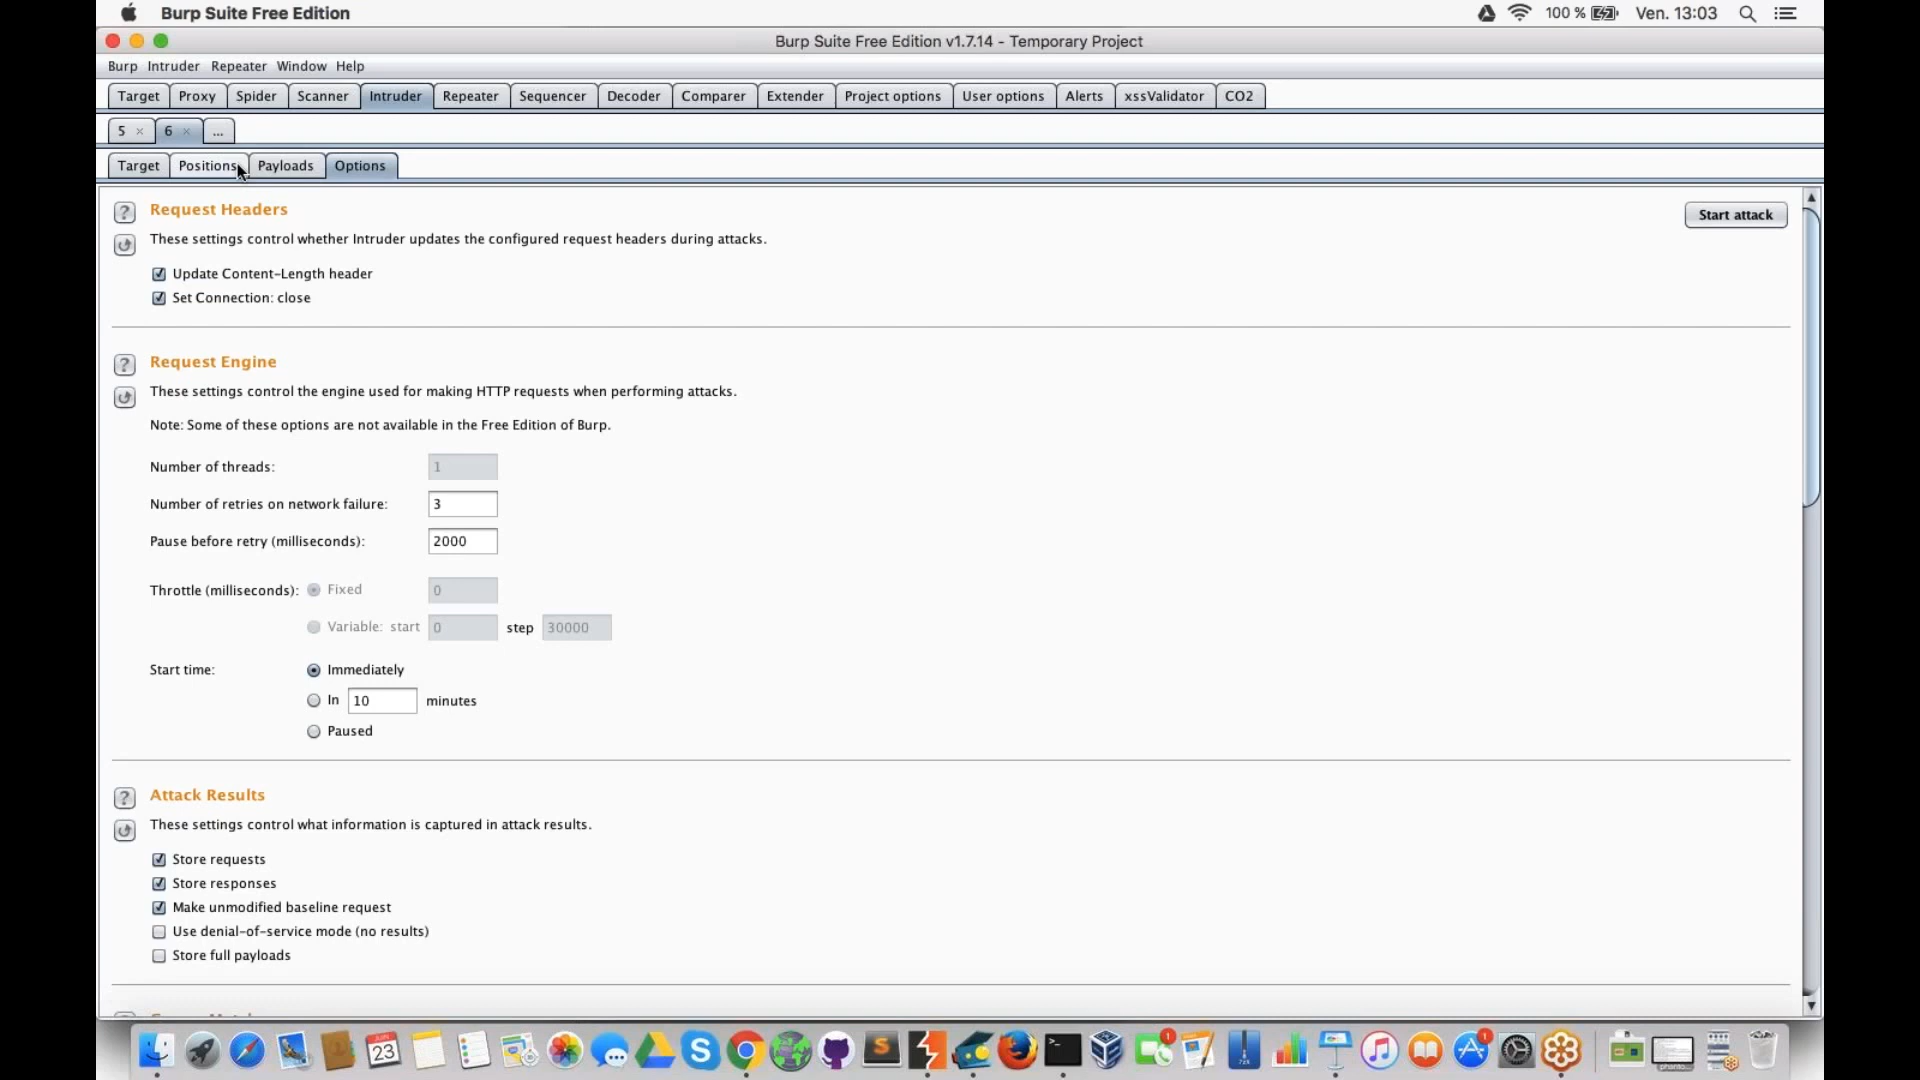 Burp Suite Free Edition
100 %
Ven. 13:03
Burp Suite Free Edition v1.7.14 - Temporary Project
Burp Intruder Repeater Window Help
Target Proxy Spider Scanner Intruder Repeater Sequencer Decoder Comparer Extender Project options User options Alerts xssValidator CO2
5 × 6 × ...
Target Positions Payloads Options
? Request Headers
Start attack
These settings control whether Intruder updates the configured request headers during attacks.
Update Content-Length header
Set Connection: close
? Request Engine
These settings control the engine used for making HTTP requests when performing attacks.
Note: Some of these options are not available in the Free Edition of Burp.
Number of threads: 1
Number of retries on network failure: 3
Pause before retry (milliseconds): 2000
Throttle (milliseconds): Fixed 0
Variable: start 0 step 30000
Start time: Immediately
In 10 minutes
Paused
? Attack Results
These settings control what information is captured in attack results.
Store requests
Store responses
Make unmodified baseline request
Use denial-of-service mode (no results)
Store full payloads
23
1
1